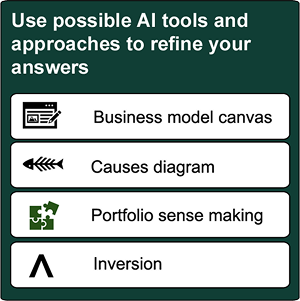 Use possible AI tools and
approaches to refine your
answers
Business model canvas
Causes diagram
Portfolio sense making
Inversion